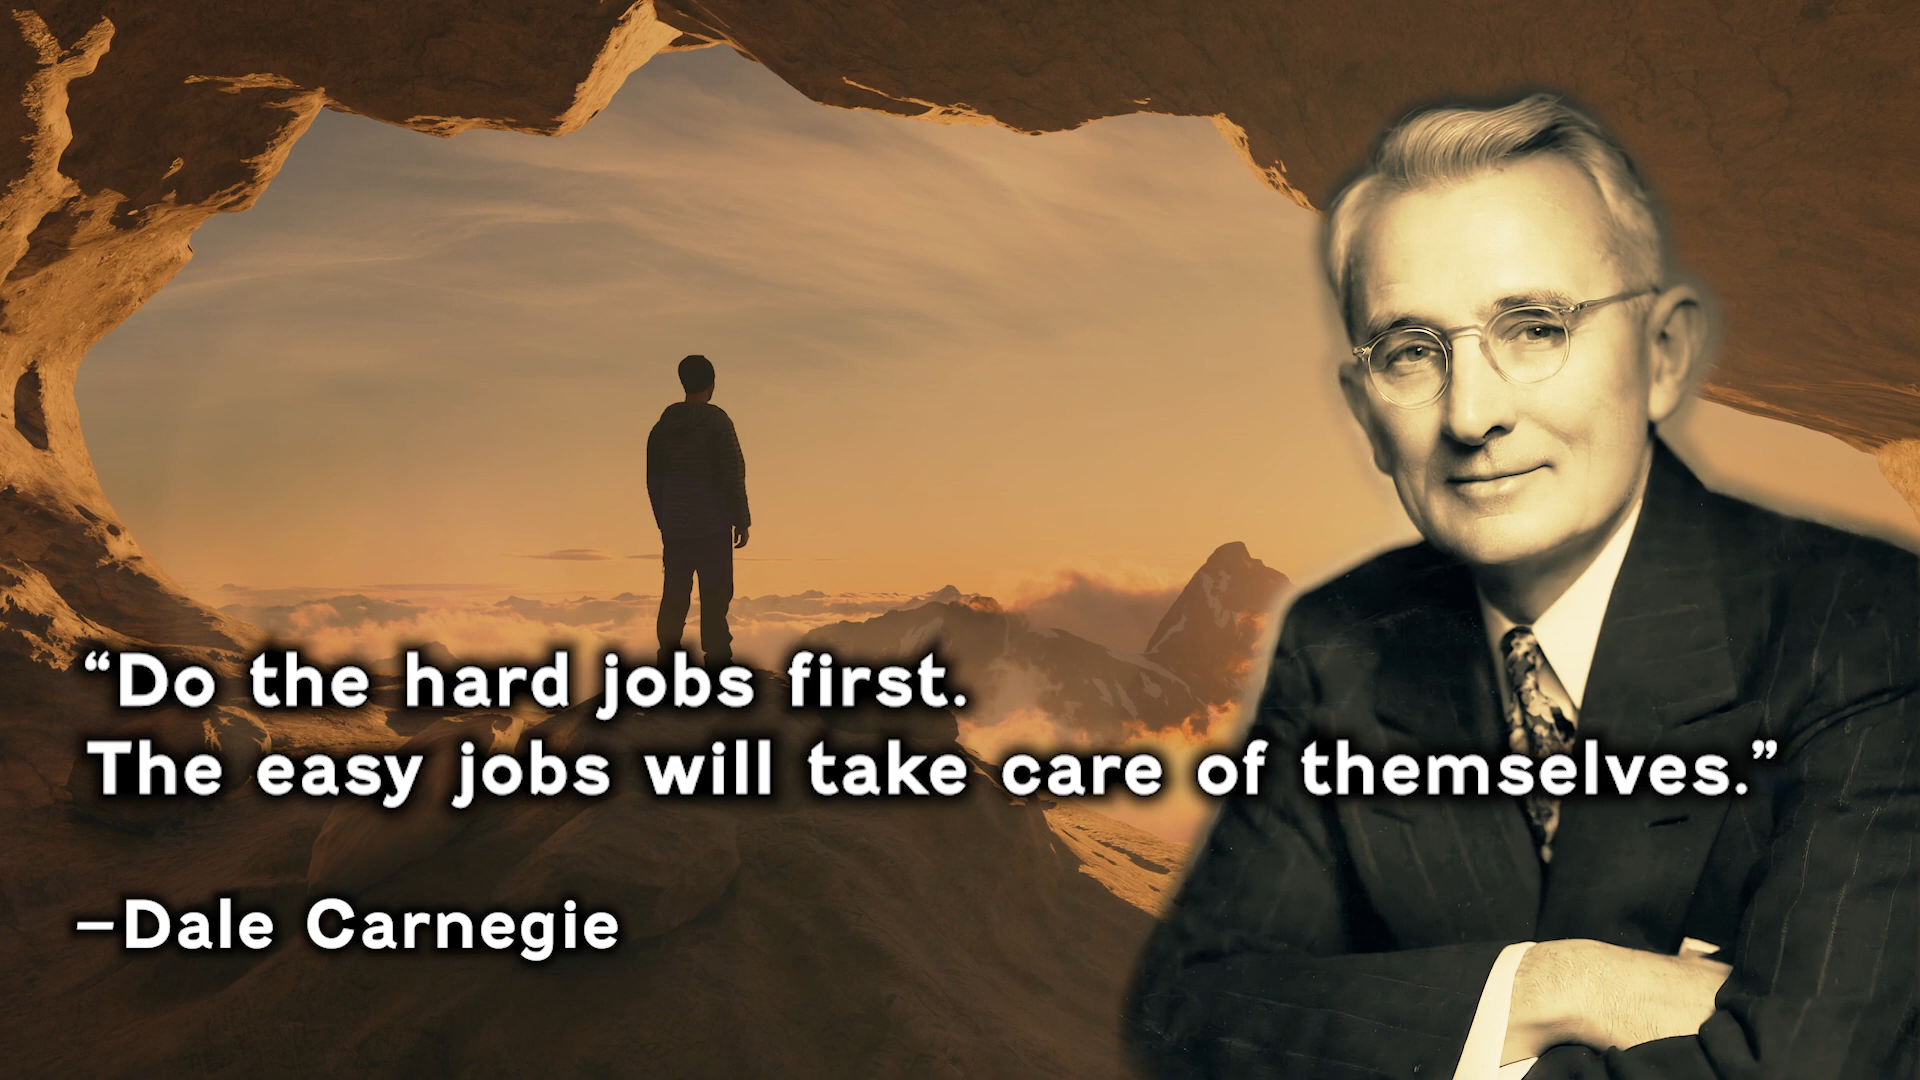 “Do the hard jobs first.
The easy jobs will take care of themselves.”
–Dale Carnegie